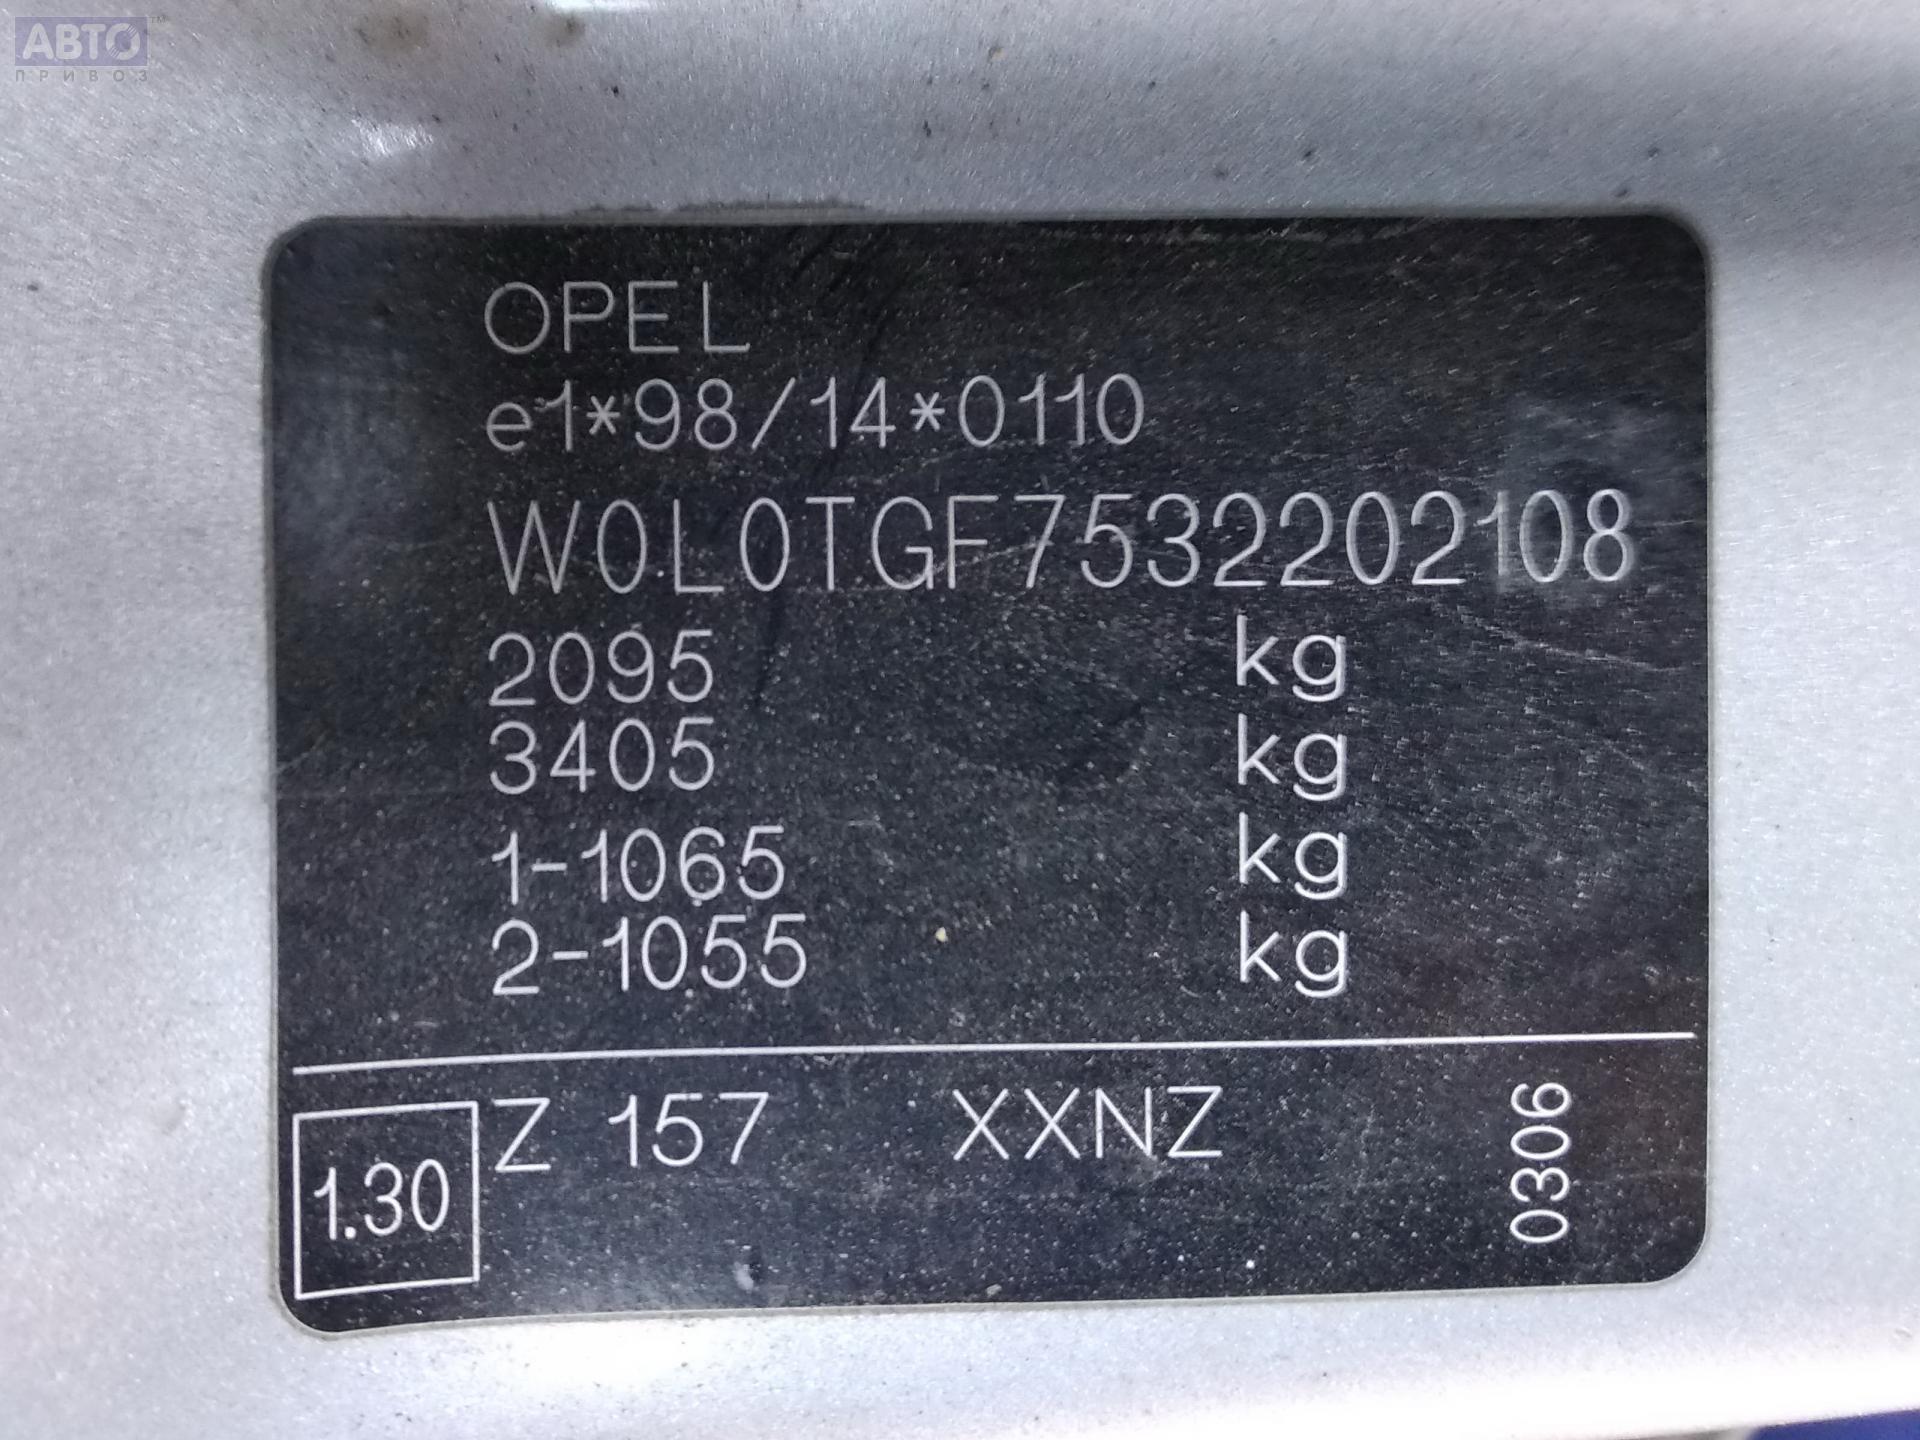 АВТО™
ПРИВОЗ
OPEL
e1*98/14*0110
W0L0TGF7532202108
2095 kg
3405 kg
1-1065 kg
2-1055 kg
1.30
Z 157 XXNZ
0306